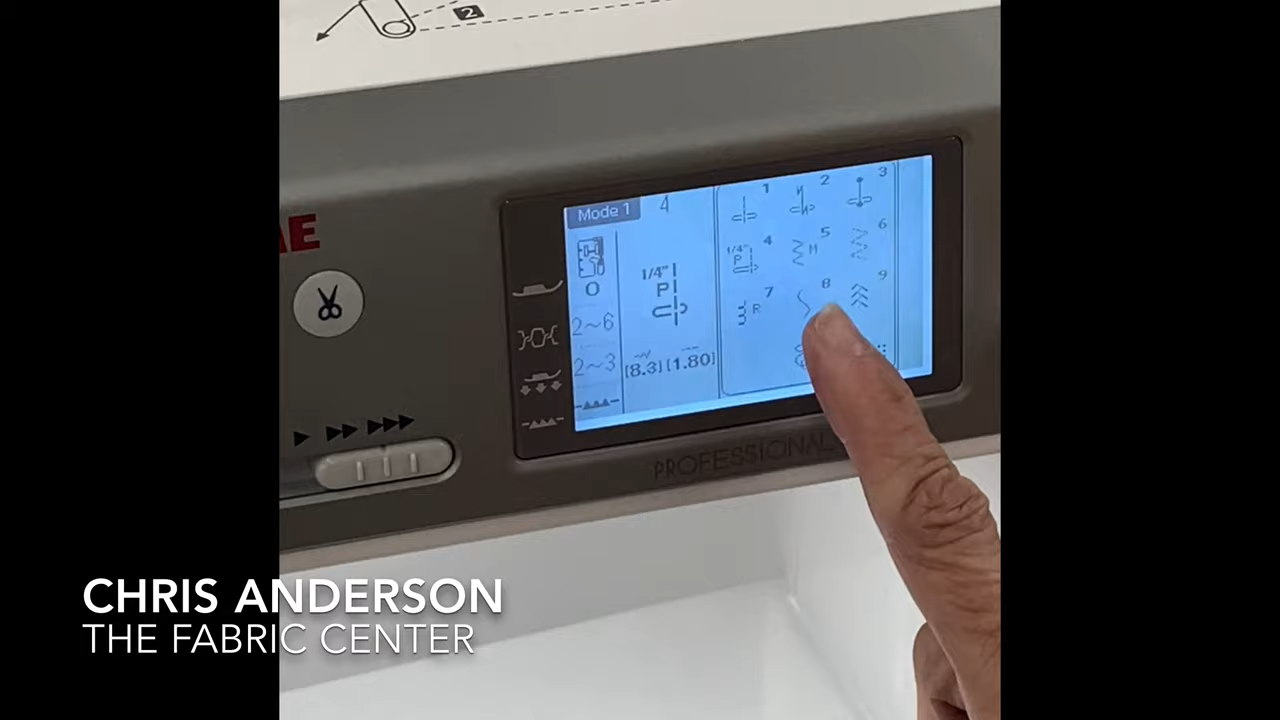 2
Mode 1
4
1
2
3
1/4"
P
4
M
5
6
O
1/4"
P
7
R
8
9
2~6
2~3
[8.3] [1.80]
PROFESSIONAL
CHRIS ANDERSON
THE FABRIC CENTER